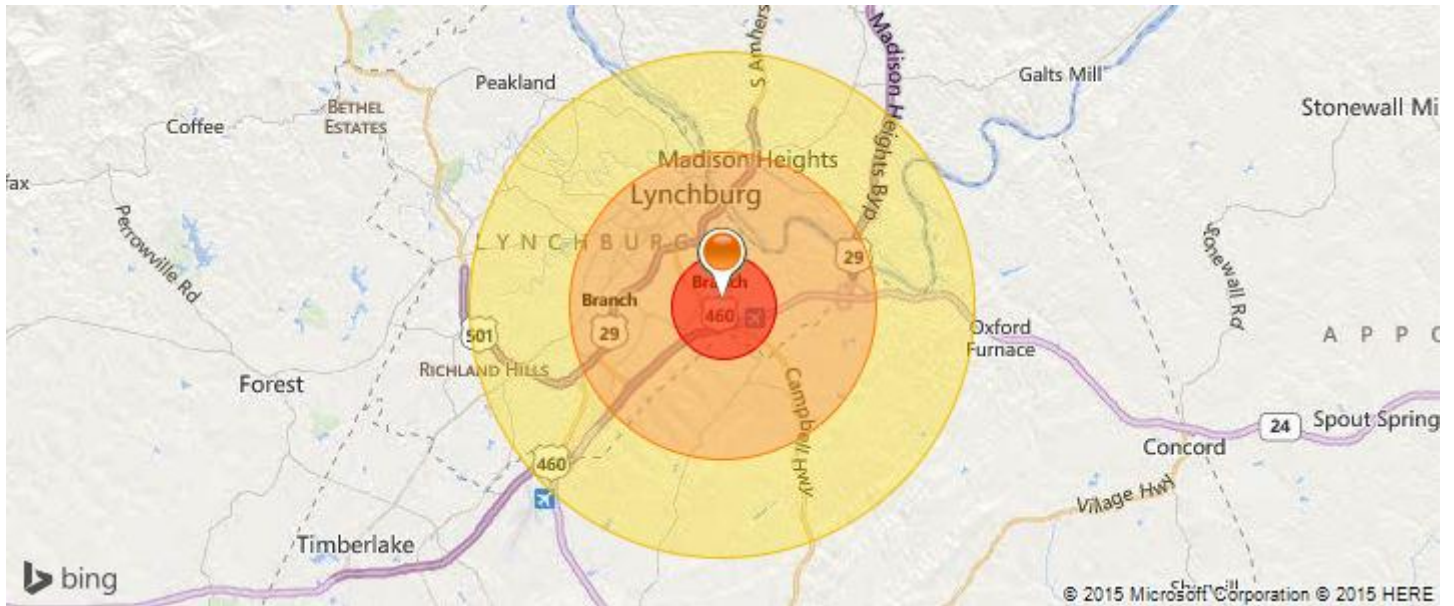 S Amhers
Madison Heights Byp
Peakland
Galts Mill
BETHEL
ESTATES
Coffee
Stonewall Mi
fax
Madison Heights
Lynchburg
Perrowville Rd
LYNCHBURG
29
Stonewall Rd
Branch
460
Branch
29
501
Oxford
Furnace
APPO
RICHLAND HILLS
Forest
Campbell Hwy
24
Spout Spring
Concord
460
Village Hwy
Timberlake
bing
© 2015 Microsoft Corporation © 2015 HERE